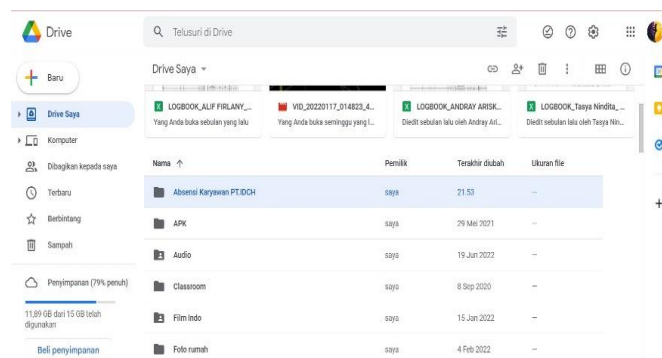 Drive
Telusuri di Drive
Baru
Drive Saya
LOGBOOK_ALIF FIRLANY_...
VID_20220117_014823_4...
LOGBOOK_ANDRAY ARISK...
LOGBOOK_Tasya Nindita_...
Yang Anda buka sebulan yang lalu
Yang Anda buka seminggu yang l...
Diedit sebulan lalu oleh Andray Ari...
Diedit sebulan lalu oleh Tasya Nin...
Drive Saya
Komputer
Dibagikan kepada saya
Terbaru
Berbintang
Sampah
Penyimpanan (79% penuh)
11,89 GB dari 15 GB telah
digunakan
Beli penyimpanan
Nama Pemilik Terakhir diubah Ukuran file
Absensi Karyawan PT.IDCH saya 21.53 —
APK saya 29 Mei 2021 —
Audio saya 19 Jun 2022 —
Classroom saya 8 Sep 2020 —
Film Indo saya 15 Jan 2022 —
Foto rumah saya 4 Feb 2022 —